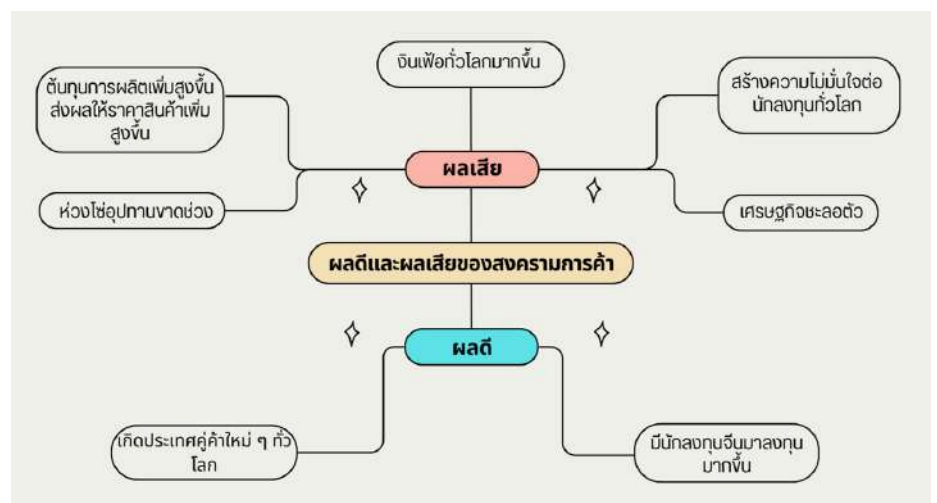 เงินเฟ้อทั่วโลกมากขึ้น
ต้นทุนการผลิตเพิ่มสูงขึ้น
ส่งผลให้ราคาสินค้าเพิ่ม
สูงขึ้น
สร้างความไม่มั่นใจต่อ
นักลงทุนทั่วโลก
ผลเสีย
ห่วงโซ่อุปทานขาดช่วง
เศรษฐกิจชะลอตัว
ผลดีและผลเสียของสงครามการค้า
ผลดี
เกิดประเทศคู่ค้าใหม่ ๆ ทั่ว
โลก
มีนักลงทุนจีนมาลงทุน
มากขึ้น